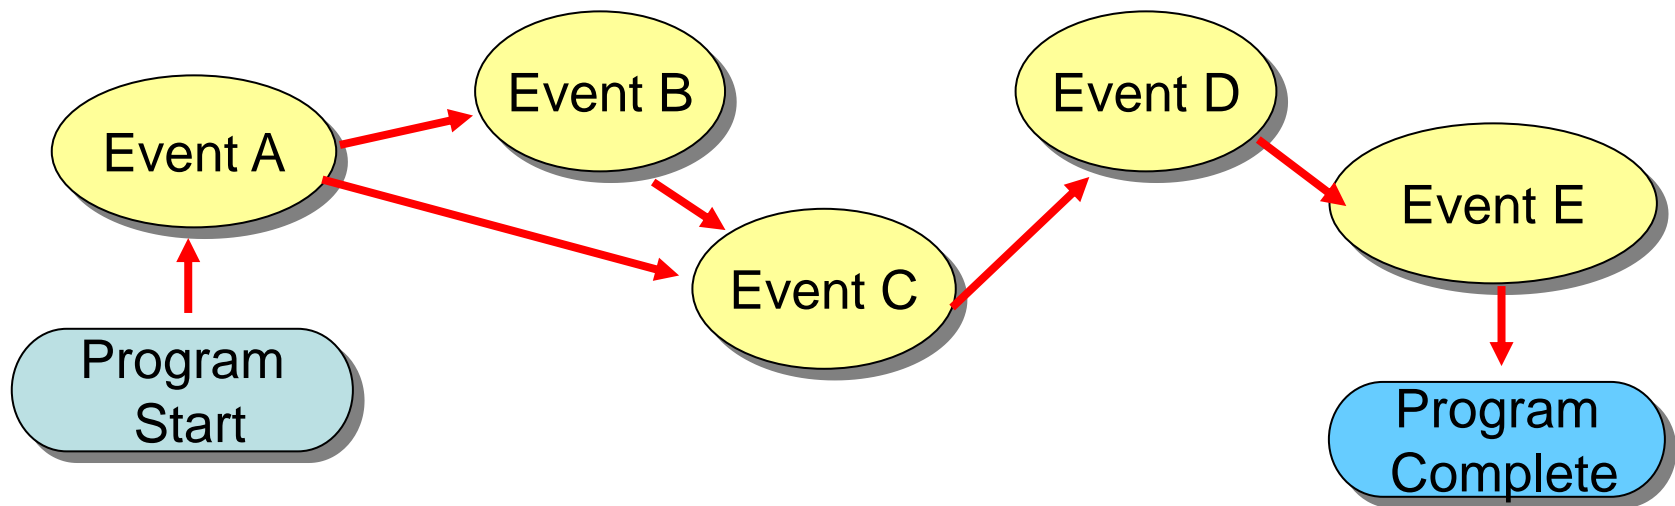 Event A
Event B
Event C
Event D
Event E
Program
Start
Program
Complete